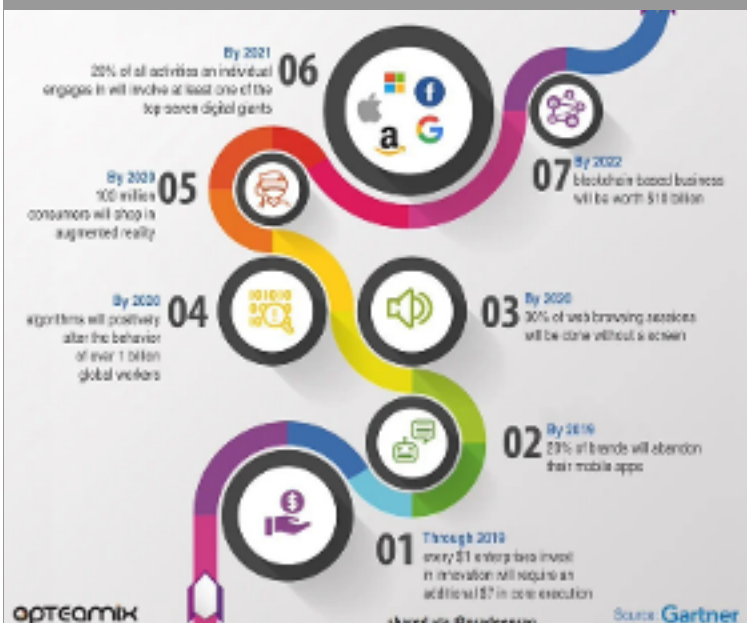 By 2021
06
20% of all activities an individual
engages in will involve at least one of the
top seven digital giants
07
By 2022
blockchain-based business
will be worth $10 billion
By 2020
05
100 million
consumers will shop in
augmented reality
By 2020
04
algorithms will positively
alter the behavior
of over 1 billion
global workers
03
By 2020
30% of web browsing sessions
will be done without a screen
02
By 2019
20% of brands will abandon
their mobile apps
01
Through 2019
every $1 enterprises invest
in innovation will require an
additional $7 in core execution
OPTEAMIX
shared via
Source: Gartner